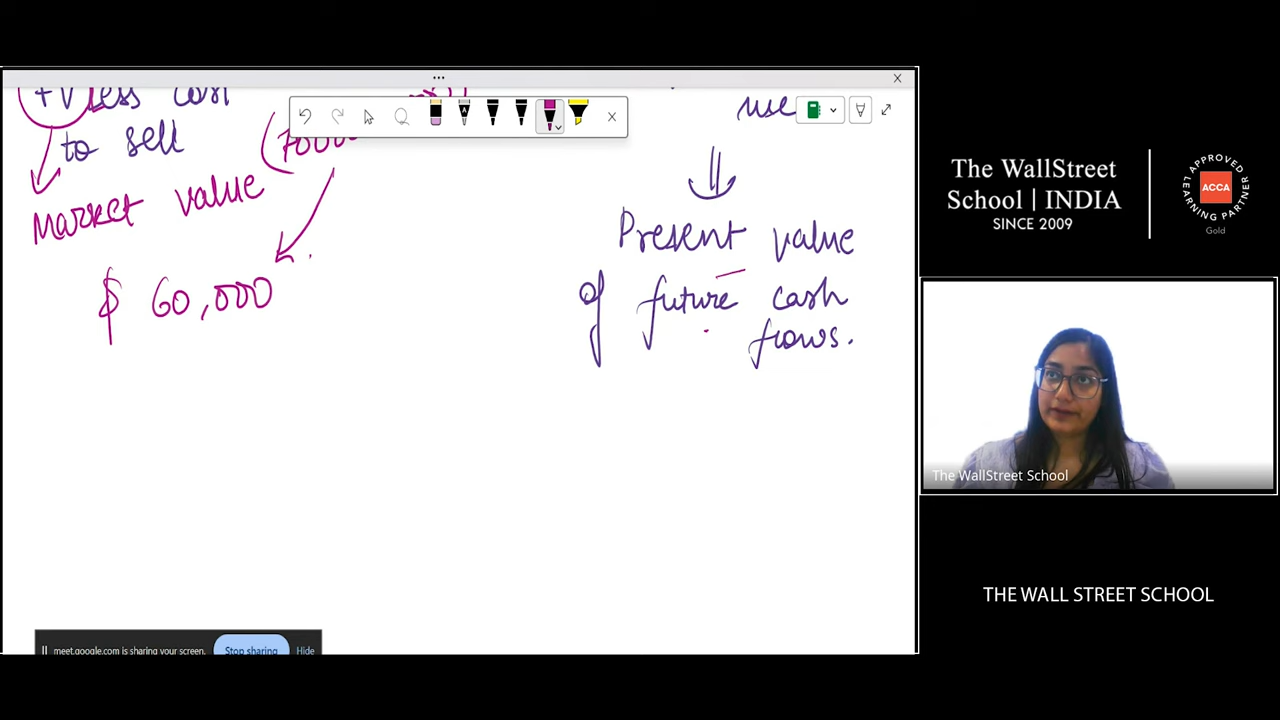 FV less cost
to sell
(7000
Market value
$ 60,000
use
Present value
of future cash
flows.
The WallStreet
School | INDIA
SINCE 2009
APPROVED
LEARNING PARTNER
ACCA
Gold
The WallStreet School
THE WALL STREET SCHOOL
meet.google.com is sharing your screen.
Stop sharing
Hide